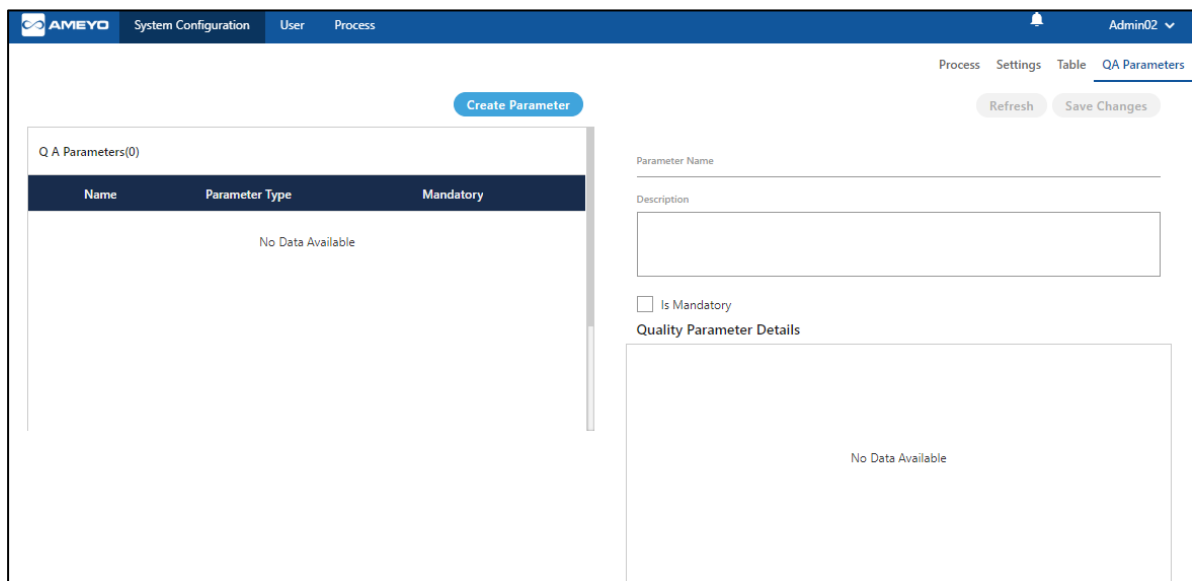 AMEYO System Configuration User Process Admin02
Process Settings Table QA Parameters
Create Parameter
Refresh Save Changes
Q A Parameters(0)
Name Parameter Type Mandatory
No Data Available
Parameter Name
Description
Is Mandatory
Quality Parameter Details
No Data Available